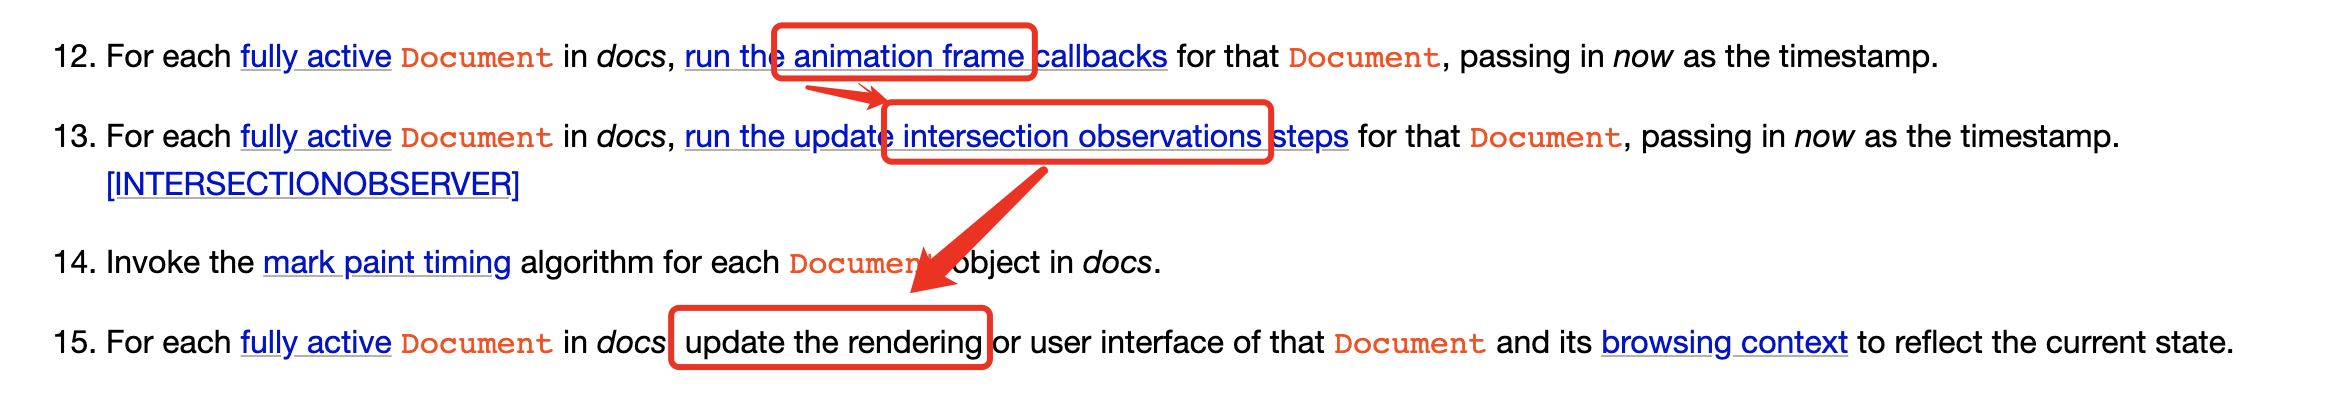 12. For each fully active Document in docs, run the animation frame callbacks for that Document, passing in now as the timestamp.
13. For each fully active Document in docs, run the update intersection observations steps for that Document, passing in now as the timestamp.
[INTERSECTIONOBSERVER]
14. Invoke the mark paint timing algorithm for each Document object in docs.
15. For each fully active Document in docs, update the rendering or user interface of that Document and its browsing context to reflect the current state.